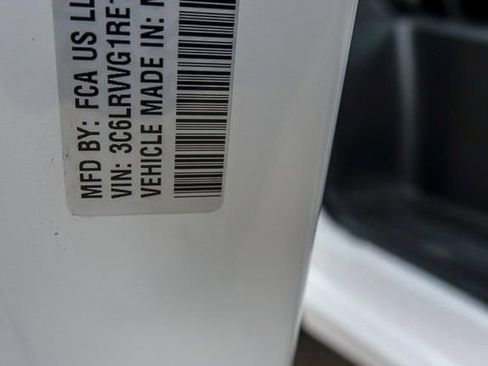 MFD BY: FCA US LL
VIN: 3C6LRVVG1RE
VEHICLE MADE IN: